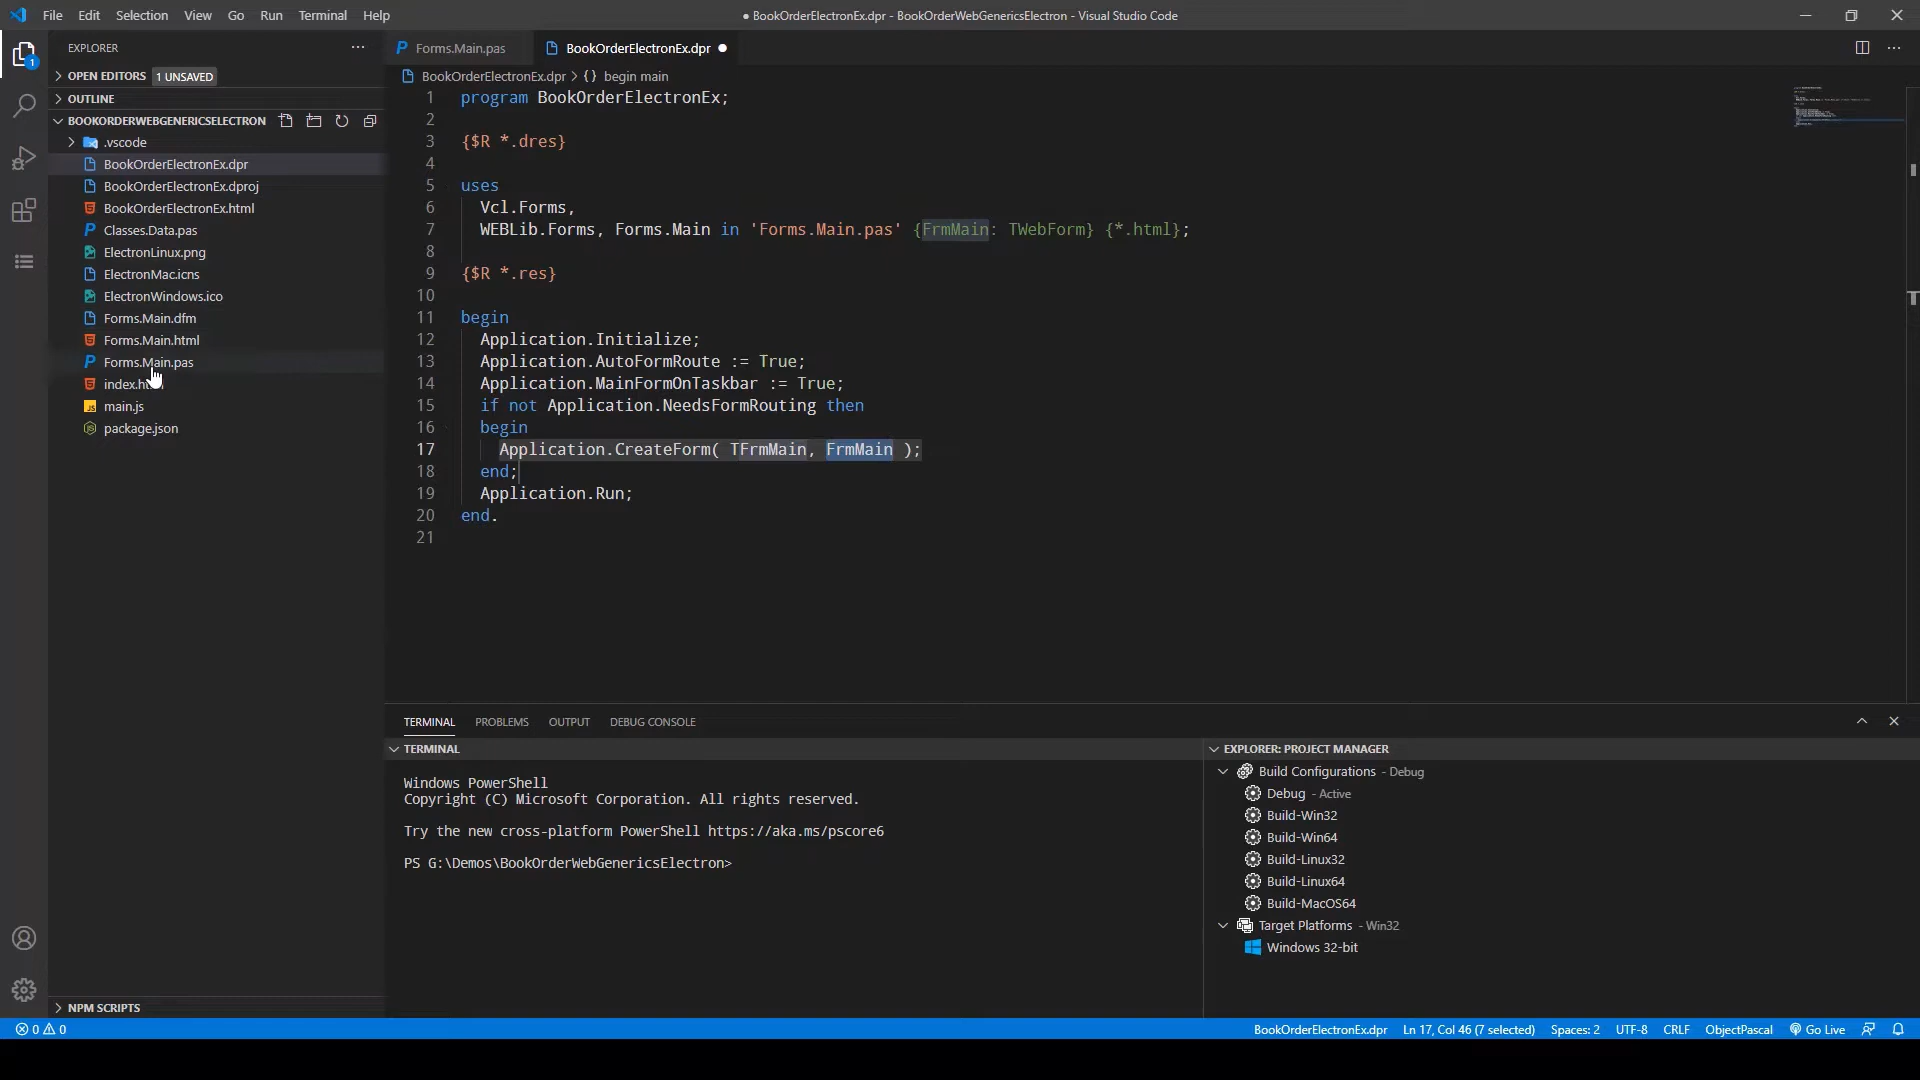 File Edit Selection View Go Run Terminal Help
● BookOrderElectronEx.dpr - BookOrderWebGenericsElectron - Visual Studio Code
EXPLORER
OPEN EDITORS 1 UNSAVED
OUTLINE
BOOKORDERWEBGENERICSELECTRON
.vscode
BookOrderElectronEx.dpr
BookOrderElectronEx.dproj
BookOrderElectronEx.html
Classes.Data.pas
ElectronLinux.png
ElectronMac.icns
ElectronWindows.ico
Forms.Main.dfm
Forms.Main.html
Forms.Main.pas
main.js
package.json
NPM SCRIPTS
Forms.Main.pas BookOrderElectronEx.dpr
BookOrderElectronEx.dpr > {} begin main
1 program BookOrderElectronEx;
2
3 {$R *.dres}
4
5 uses
6 Vcl.Forms,
7 WEBLib.Forms, Forms.Main in 'Forms.Main.pas' {FrmMain: TWebForm} {*.html};
8
9 {$R *.res}
10
11 begin
12 Application.Initialize;
13 Application.AutoFormRoute := True;
14 Application.MainFormOnTaskbar := True;
15 if not Application.NeedsFormRouting then
16 begin
17 Application.CreateForm( TFrmMain, FrmMain );
18 end;
19 Application.Run;
20 end.
21
TERMINAL PROBLEMS OUTPUT DEBUG CONSOLE
TERMINAL
Windows PowerShell
Copyright (C) Microsoft Corporation. All rights reserved.
Try the new cross-platform PowerShell https://aka.ms/pscore6
PS G:\Demos\BookOrderWebGenericsElectron>
EXPLORER: PROJECT MANAGER
Build Configurations - Debug
Debug - Active
Build-Win32
Build-Win64
Build-Linux32
Build-Linux64
Build-MacOS64
Target Platforms - Win32
Windows 32-bit
0 0
BookOrderElectronEx.dpr Ln 17, Col 46 (7 selected) Spaces: 2 UTF-8 CRLF ObjectPascal Go Live